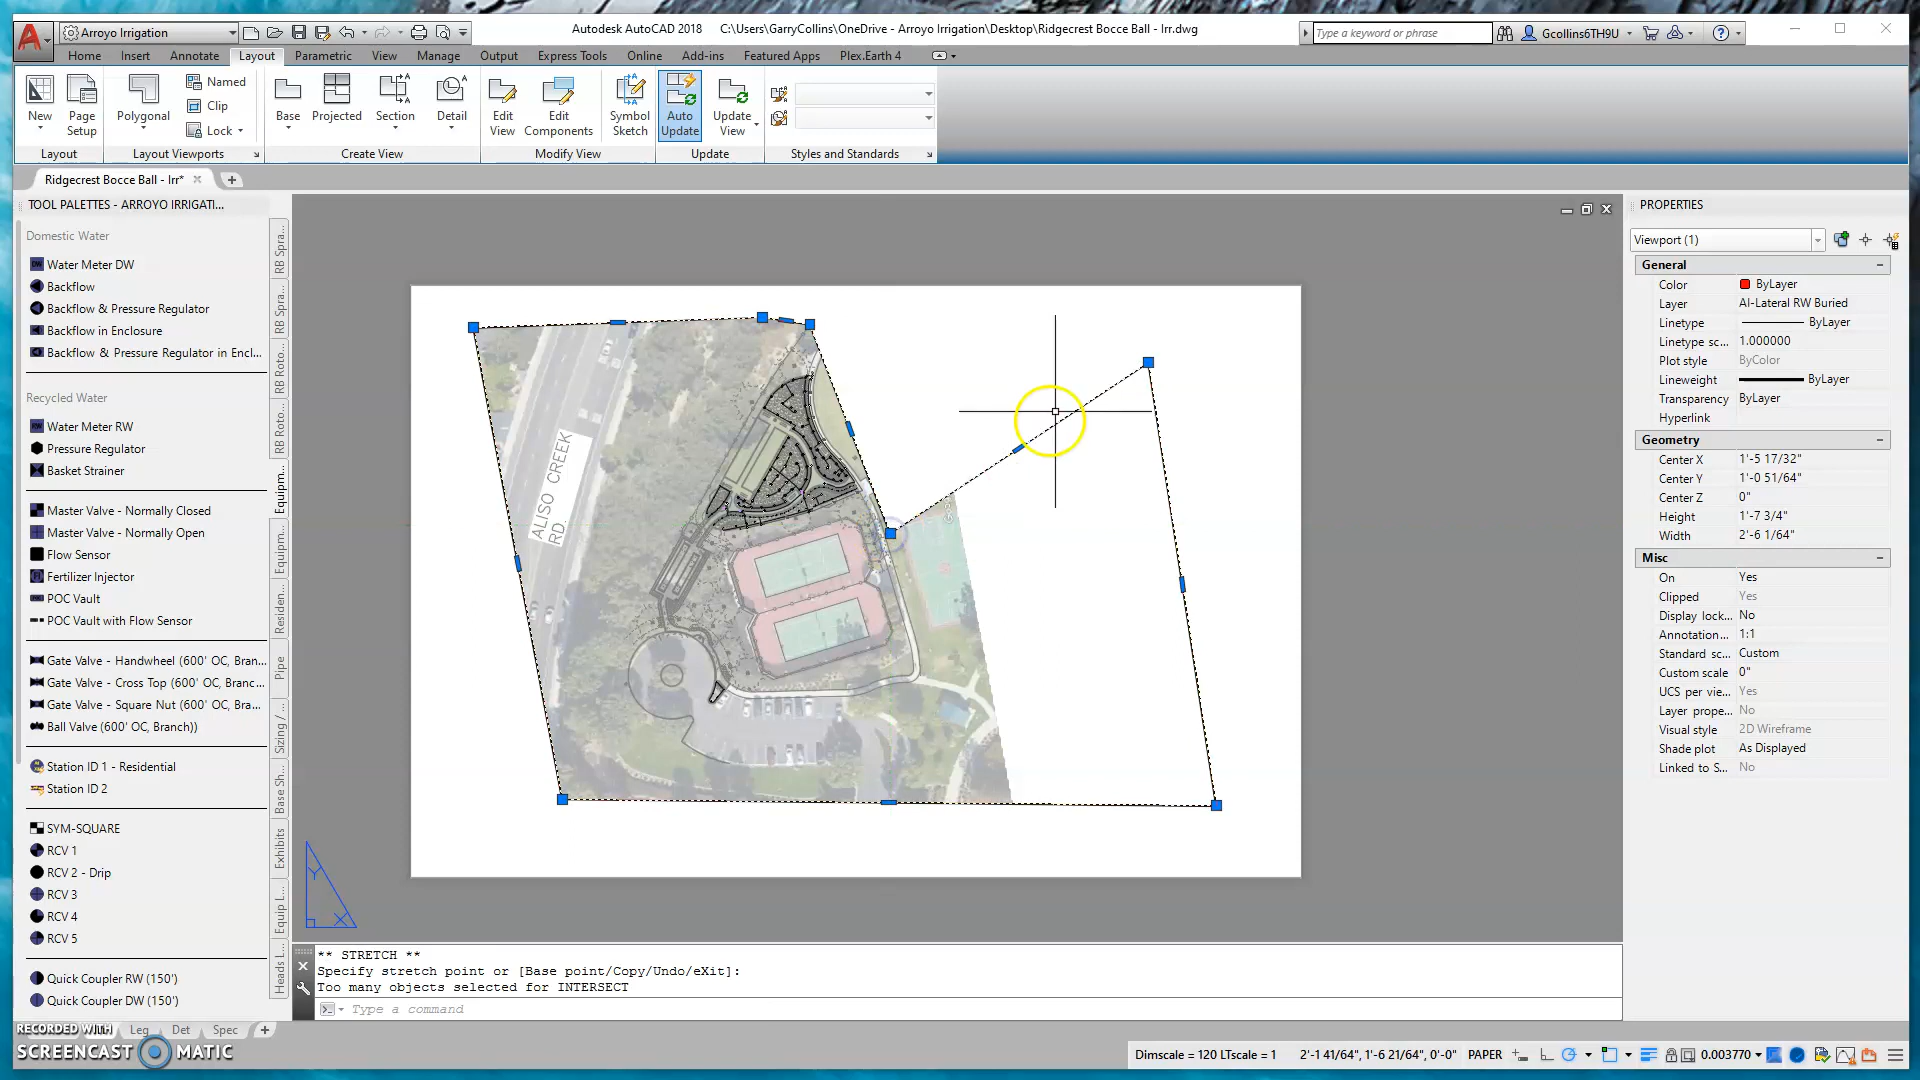 Arroyo Irrigation
Autodesk AutoCAD 2018 C:\Users\GarryCollins\OneDrive - Arroyo Irrigation\Desktop\Ridgecrest Bocce Ball - Irr.dwg
Type a keyword or phrase
Gcollins6TH9U
Home Insert Annotate Layout Parametric View Manage Output Express Tools Online Add-ins Featured Apps Plex.Earth 4
New
Page Setup
Polygonal
Named
Clip
Lock
Base
Projected
Section
Detail
Edit View
Edit Components
Symbol Sketch
Auto Update
Update View
Layout Layout Viewports Create View Modify View Update Styles and Standards
Ridgecrest Bocce Ball - Irr*
TOOL PALETTES - ARROYO IRRIGATI...
Domestic Water
Water Meter DW
Backflow
Backflow & Pressure Regulator
Backflow in Enclosure
Backflow & Pressure Regulator in Encl...
Recycled Water
Water Meter RW
Pressure Regulator
Basket Strainer
Master Valve - Normally Closed
Master Valve - Normally Open
Flow Sensor
Fertilizer Injector
POC Vault
POC Vault with Flow Sensor
Gate Valve - Handwheel (600' OC, Bran...
Gate Valve - Cross Top (600' OC, Branc...
Gate Valve - Square Nut (600' OC, Bra...
Ball Valve (600' OC, Branch))
Station ID 1 - Residential
Station ID 2
SYM-SQUARE
RCV 1
RCV 2 - Drip
RCV 3
RCV 4
RCV 5
Quick Coupler RW (150')
Quick Coupler DW (150')
RB Spra...
RB Spra...
RB Roto...
RB Roto...
Equipm...
Equipm...
Residen...
Pipe
Sizing / ...
Base Sh...
Exhibits
Equip L...
Heads L...
ALISO CREEK
RD.
Y
X
** STRETCH **
Specify stretch point or [Base point/Copy/Undo/eXit]:
Too many objects selected for INTERSECT
Type a command
PROPERTIES
Viewport (1)
General
Color ByLayer
Layer AI-Lateral RW Buried
Linetype ByLayer
Linetype sc... 1.000000
Plot style ByColor
Lineweight ByLayer
Transparency ByLayer
Hyperlink
Geometry
Center X 1'-5 17/32"
Center Y 1'-0 51/64"
Center Z 0"
Height 1'-7 3/4"
Width 2'-6 1/64"
Misc
On Yes
Clipped Yes
Display lock... No
Annotation... 1:1
Standard sc... Custom
Custom scale 0"
UCS per vie... Yes
Layer prope... No
Visual style 2D Wireframe
Shade plot As Displayed
Linked to S... No
RECORDED WITH
Leg Det Spec
SCREENCAST MATIC
Dimscale = 120 LTscale = 1 2'-1 41/64", 1'-6 21/64", 0'-0" PAPER 0.003770